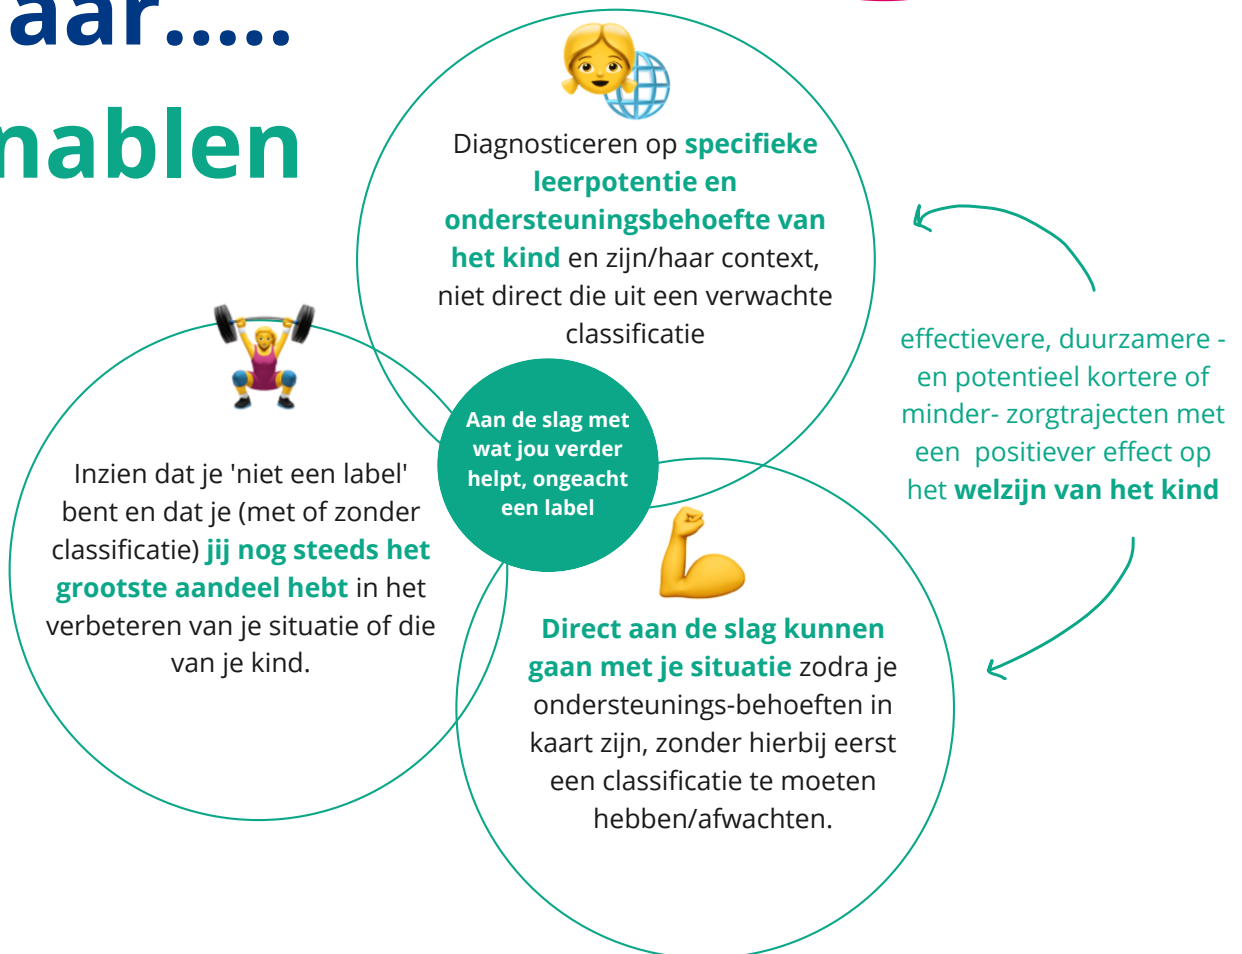 aar.....
nablen
Diagnosticeren op specifieke
leerpotentie en
ondersteuningsbehoefte van
het kind en zijn/haar context,
niet direct die uit een verwachte
classificatie
effectievere, duurzamere -
en potentieel kortere of
minder- zorgtrajecten met
een positiever effect op
het welzijn van het kind
Aan de slag met
wat jou verder
helpt, ongeacht
een label
Inzien dat je 'niet een label'
bent en dat je (met of zonder
classificatie) jij nog steeds het
grootste aandeel hebt in het
verbeteren van je situatie of die
van je kind.
Direct aan de slag kunnen
gaan met je situatie zodra je
ondersteunings-behoeften in
kaart zijn, zonder hierbij eerst
een classificatie te moeten
hebben/afwachten.